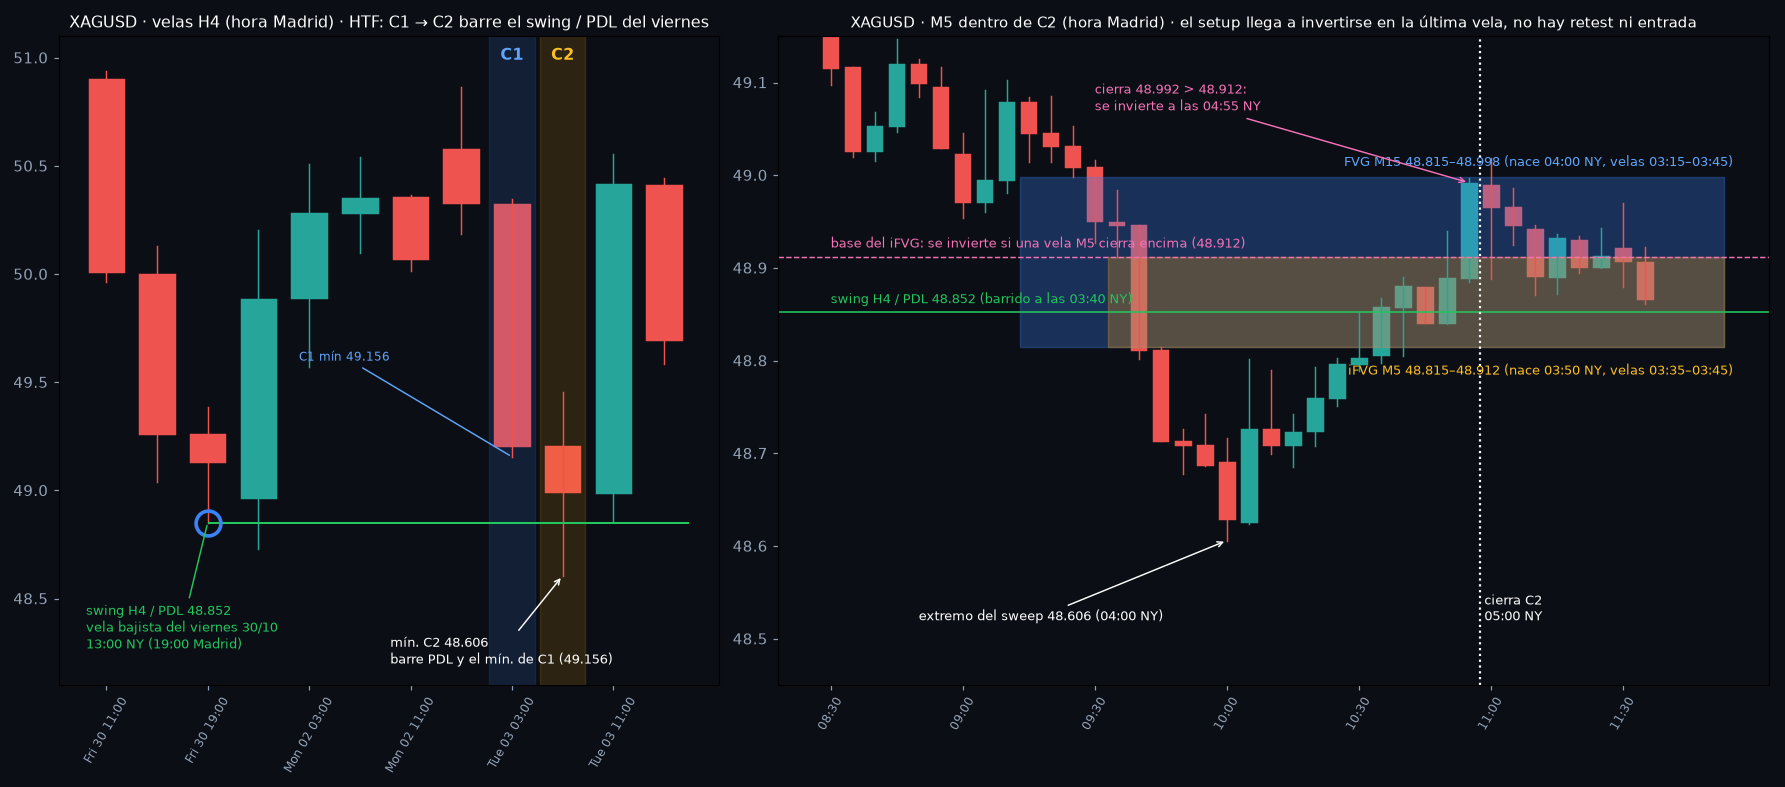 XAGUSD · velas H4 (hora Madrid) · HTF: C1 → C2 barre el swing / PDL del viernes
51.0
50.5
50.0
49.5
49.0
48.5
C1
C2
C1 mín 49.156
swing H4 / PDL 48.852
vela bajista del viernes 30/10
13:00 NY (19:00 Madrid)
mín. C2 48.606
barre PDL y el mín. de C1 (49.156)
Fri 30 11:00
Fri 30 19:00
Mon 02 03:00
Mon 02 11:00
Tue 03 03:00
Tue 03 11:00
XAGUSD · M5 dentro de C2 (hora Madrid) · el setup llega a invertirse en la última vela, no hay retest ni entrada
49.1
49.0
48.9
48.8
48.7
48.6
48.5
cierra 48.992 > 48.912:
se invierte a las 04:55 NY
FVG M15 48.815–48.998 (nace 04:00 NY, velas 03:15–03:45)
base del iFVG: se invierte si una vela M5 cierra encima (48.912)
swing H4 / PDL 48.852 (barrido a las 03:40 NY)
iFVG M5 48.815–48.912 (nace 03:50 NY, velas 03:35–03:45)
extremo del sweep 48.606 (04:00 NY)
cierra C2
05:00 NY
08:30
09:00
09:30
10:00
10:30
11:00
11:30